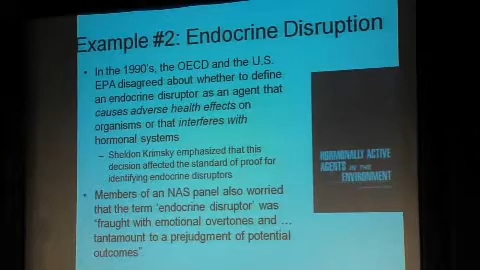 Example #2: Endocrine Disruption
• In the 1990's, the OECD and the U.S.
EPA disagreed about whether to define
an endocrine disruptor as an agent that
causes adverse health effects on
organisms or that interferes with
hormonal systems
– Sheldon Krimsky emphasized that this
decision affected the standard of proof for
identifying endocrine disruptors
• Members of an NAS panel also worried
that the term 'endocrine disruptor' was
"fraught with emotional overtones and …
tantamount to a prejudgment of potential
outcomes"
HORMONALLY ACTIVE
AGENTS IN THE
ENVIRONMENT